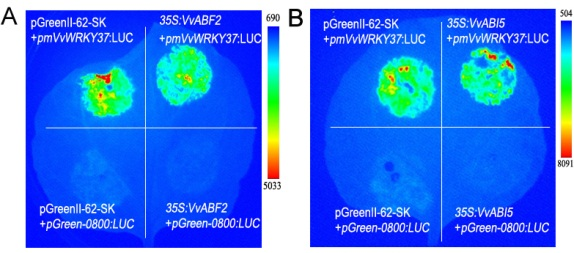 A
pGreenII-62-SK
+pmVvWRKY37:LUC
35S:VvABF2
+pmVvWRKY37:LUC
690
5033
pGreenII-62-SK
+pGreen-0800:LUC
35S:VvABF2
+pGreen-0800:LUC
B
pGreenII-62-SK
+pmVvWRKY37:LUC
35S:VvABI5
+pmVvWRKY37:LUC
504
8091
pGreenII-62-SK
+pGreen-0800:LUC
35S:VvABI5
+pGreen-0800:LUC